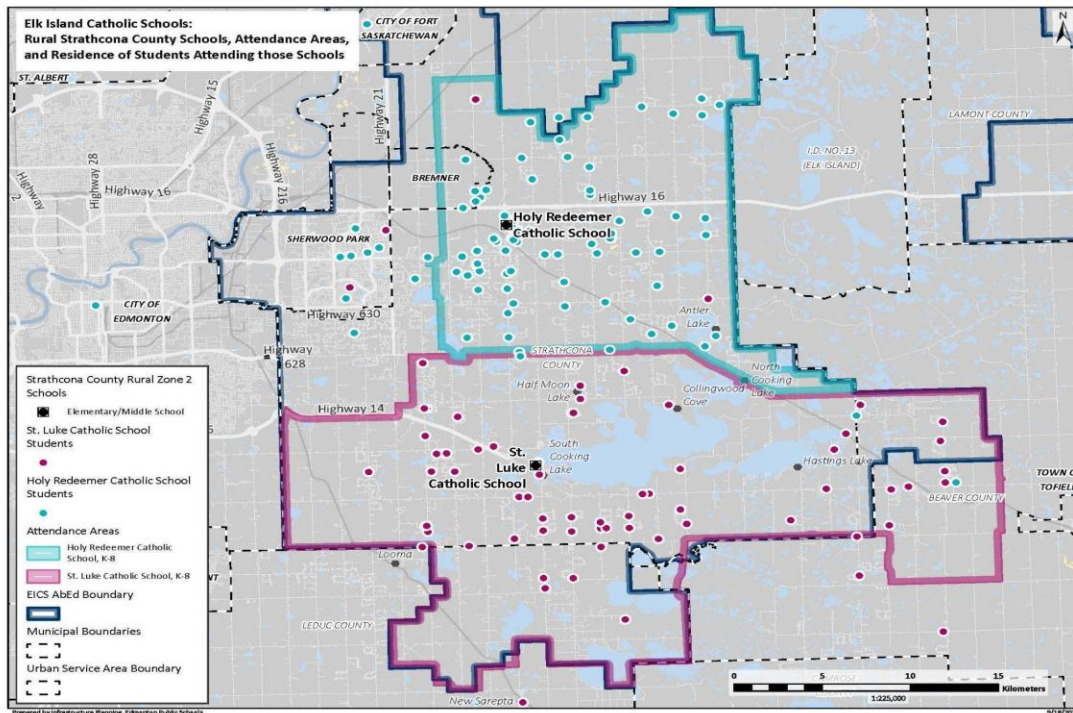 Elk Island Catholic Schools:
Rural Strathcona County Schools, Attendance Areas,
and Residence of Students Attending those Schools
CITY OF FORT
SASKATCHEWAN
N
ST. ALBERT
Highway 15
Highway 21
Highway 28
Highway 216
Highway
2
Highway 16
BREMNER
LAMONT COUNTY
I.D. NO. 13
(ELK ISLAND)
Highway 16
Holy Redeemer
Catholic School
SHERWOOD PARK
CITY OF
EDMONTON
Highway 630
Antler
Lake
Highway
628
STRATHCONA
COUNTY
North
Cooking
Lake
Half Moon
Lake
Collingwood
Cove
Highway 14
St.
Luke
Catholic School
South
Cooking
Lake
Hastings Lake
TOWN O
TOFIELD
BEAVER COUNTY
Looma
LEDUC COUNTY
New Sarepta
Strathcona County Rural Zone 2
Schools
Elementary/Middle School
St. Luke Catholic School
Students
Holy Redeemer Catholic School
Students
Attendance Areas
Holy Redeemer Catholic
School, K-8
St. Luke Catholic School, K-8
EICS AbEd Boundary
Municipal Boundaries
Urban Service Area Boundary
0 5 10 15
Kilometers
1:225,000
Prepared by Infrastructure Planning, Edmonton Public Schools